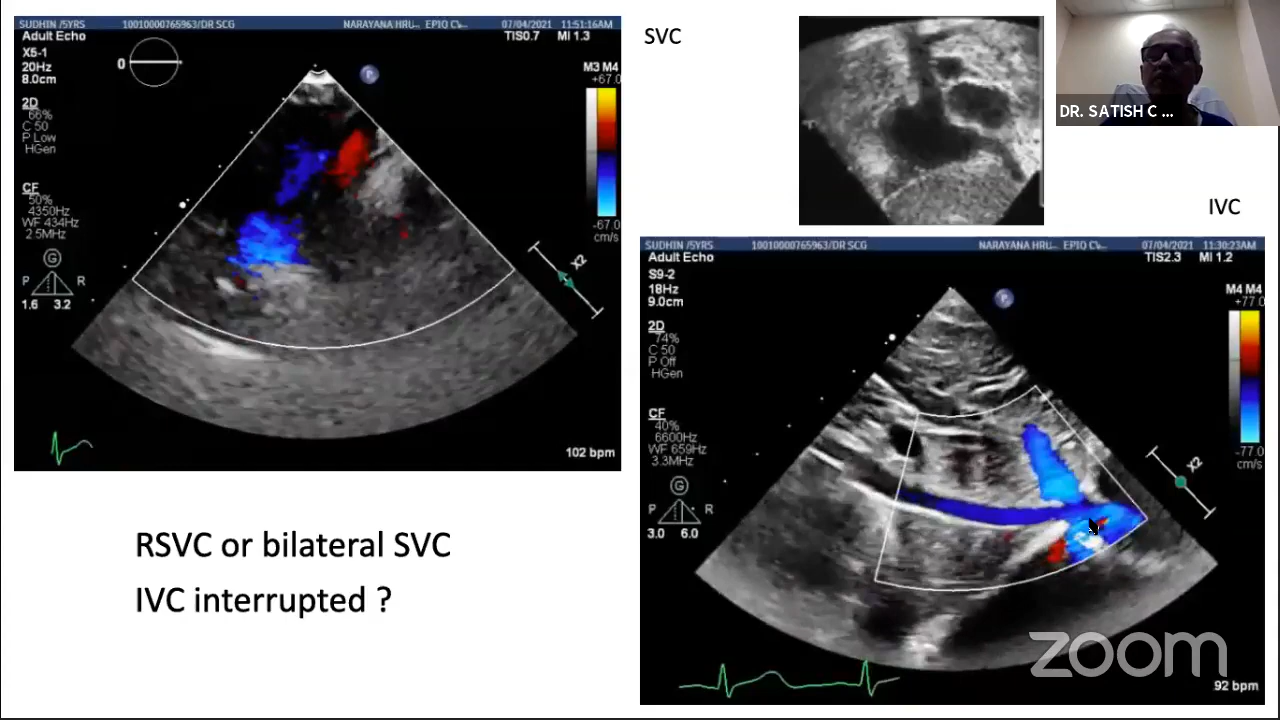 SUDHIN /5YRS 10010000765963/DR SCG NARAYANA HRU... EPIQ C... 07/04/2021 11:51:16AM
Adult Echo TIS0.7 MI 1.3
X5-1
20Hz
8.0cm
0
P
M3 M4
+67.0
-67.0
cm/s
2D
66%
C 50
P Low
HGen
CF
50%
4350Hz
WF 434Hz
2.5MHz
G
P R
1.6 3.2
X2
102 bpm
SVC
DR. SATISH C ...
IVC
SUDHIN /5YRS 10010000765963/DR SCG NARAYANA HRU... EPIQ C... 07/04/2021 11:30:23AM
Adult Echo TIS2.3 MI 1.2
S9-2
18Hz
9.0cm
P
M4 M4
+77.0
-77.0
cm/s
2D
74%
C 50
P Off
HGen
CF
40%
6600Hz
WF 659Hz
3.3MHz
G
P R
3.0 6.0
X2
92 bpm
RSVC or bilateral SVC
IVC interrupted ?
zoom